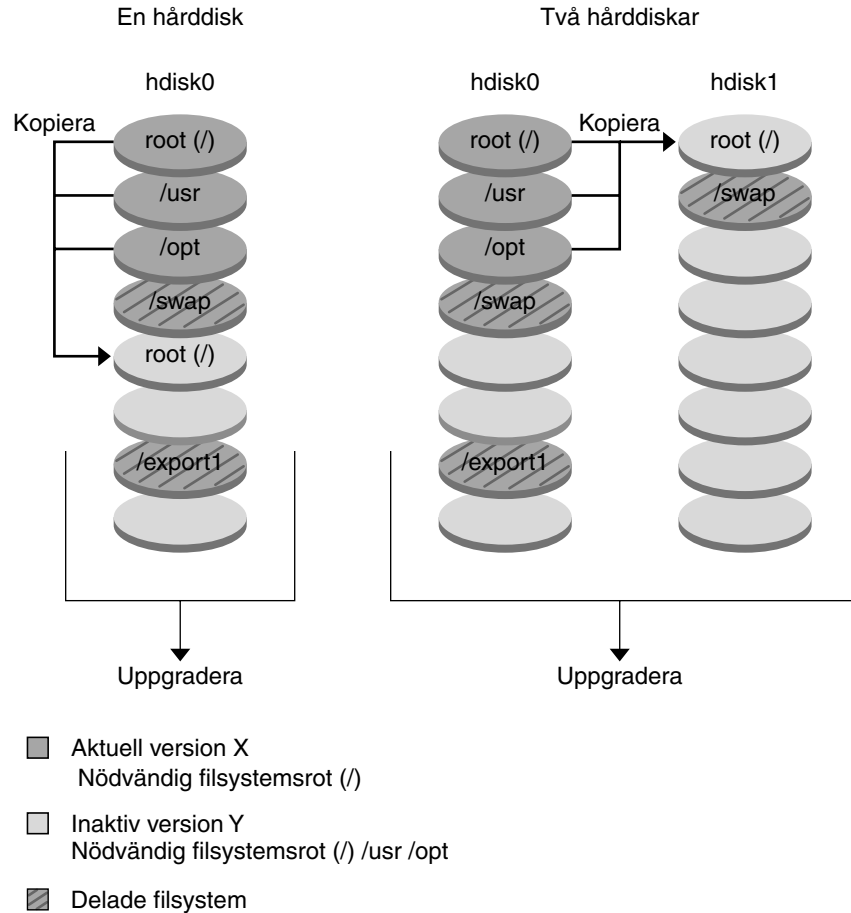 En hårddisk
Två hårddiskar
hdisk0
hdisk0
hdisk1
Kopiera
root (/)
/usr
/opt
/swap
root (/)
/export1
Kopiera
root (/)
/usr
/opt
/swap
/export1
root (/)
/swap
Uppgradera
Uppgradera
Aktuell version X
Nödvändig filsystemsrot (/)
Inaktiv version Y
Nödvändig filsystemsrot (/) /usr /opt
Delade filsystem